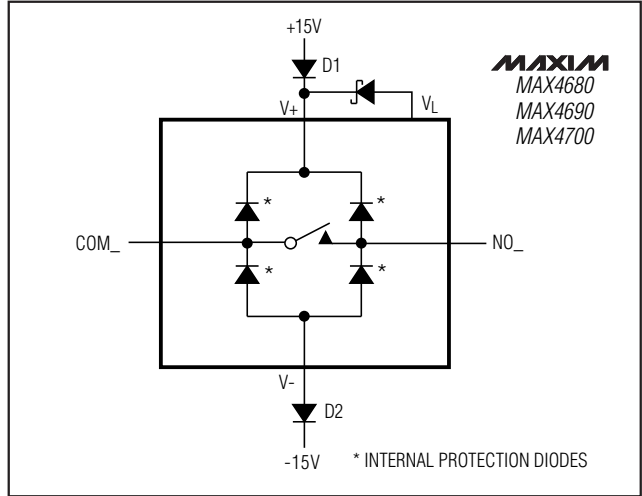 +15V
D1
MAXIM
MAX4680
MAX4690
MAX4700
V+
VL
*
*
COM_
NO_
*
*
V-
D2
-15V
* INTERNAL PROTECTION DIODES